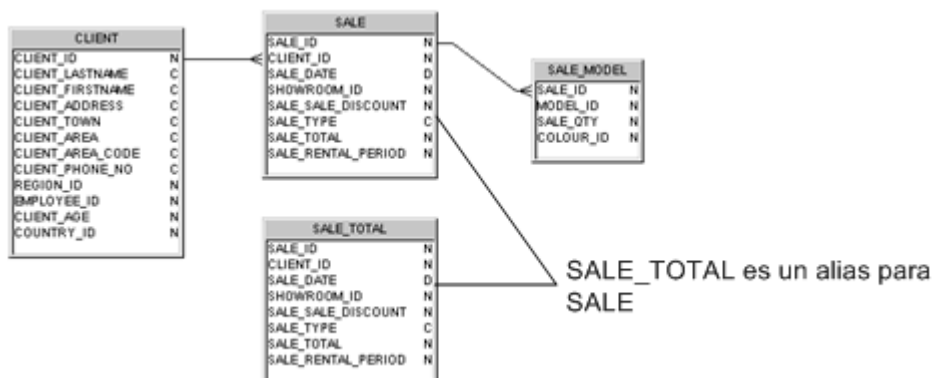 CLIENT
CLIENT_ID N
CLIENT_LASTNAME C
CLIENT_FIRSTNAME C
CLIENT_ADDRESS C
CLIENT_TOWN C
CLIENT_AREA C
CLIENT_AREA_CODE C
CLIENT_PHONE_NO C
REGION_ID N
EMPLOYEE_ID N
CLIENT_AGE N
COUNTRY_ID N
SALE
SALE_ID N
CLIENT_ID N
SALE_DATE D
SHOWROOM_ID N
SALE_SALE_DISCOUNT N
SALE_TYPE C
SALE_TOTAL N
SALE_RENTAL_PERIOD N
SALE_MODEL
SALE_ID N
MODEL_ID N
SALE_QTY N
COLOUR_ID N
SALE_TOTAL
SALE_ID N
CLIENT_ID N
SALE_DATE D
SHOWROOM_ID N
SALE_SALE_DISCOUNT N
SALE_TYPE C
SALE_TOTAL N
SALE_RENTAL_PERIOD N
SALE_TOTAL es un alias para
SALE